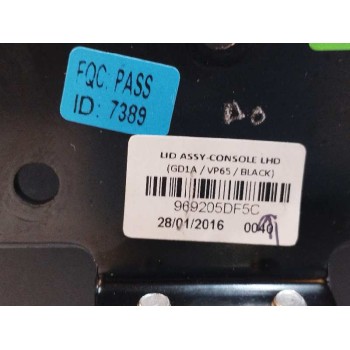 FQC PASS
ID: 7389
LID ASSY-CONSOLE LHD
(GD1A / VP65 / BLACK)
969205DF5C
28/01/2016 0040